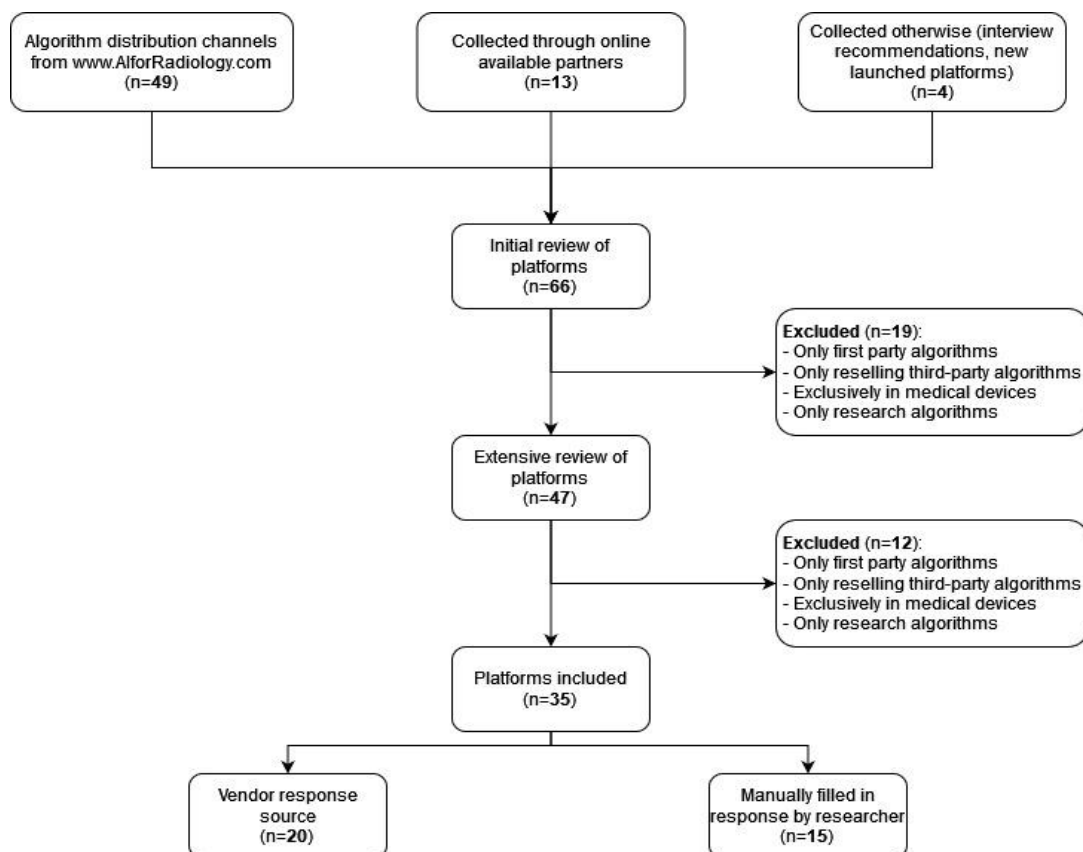 Algorithm distribution channels
from www.AIforRadiology.com
(n=49)
Collected through online
available partners
(n=13)
Collected otherwise (interview
recommendations, new
launched platforms)
(n=4)
Initial review of
platforms
(n=66)
Excluded (n=19):
- Only first party algorithms
- Only reselling third-party algorithms
- Exclusively in medical devices
- Only research algorithms
Extensive review of
platforms
(n=47)
Excluded (n=12):
- Only first party algorithms
- Only reselling third-party algorithms
- Exclusively in medical devices
- Only research algorithms
Platforms included
(n=35)
Vendor response
source
(n=20)
Manually filled in
response by researcher
(n=15)